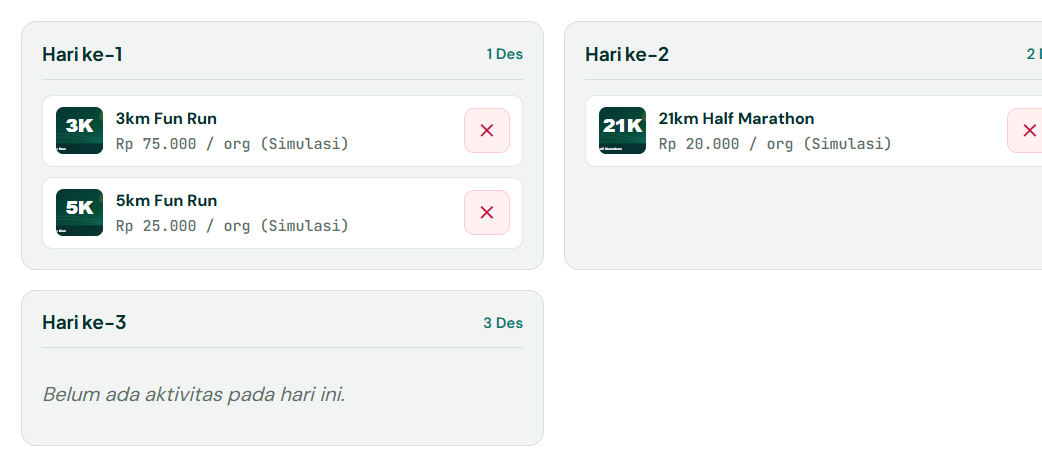 Hari ke-1
1 Des
3K
3km Fun Run
Rp 75.000 / org (Simulasi)
5K
5km Fun Run
Rp 25.000 / org (Simulasi)
Hari ke-2
2
21K
21km Half Marathon
Rp 20.000 / org (Simulasi)
Hari ke-3
3 Des
Belum ada aktivitas pada hari ini.